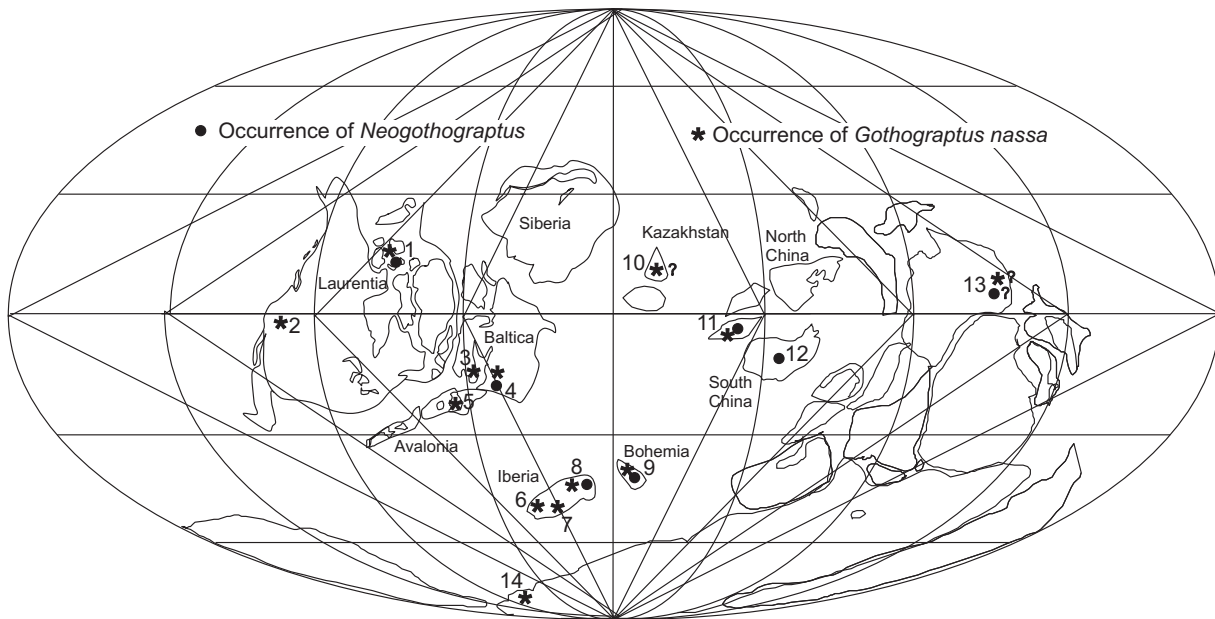 ● Occurrence of Neogothograptus
* Occurrence of Gothograptus nassa
Siberia
Kazakhstan
North
China
1
Laurentia
10 * ?
13 * ?
● ?
* 2
11
Baltica
3
4
12
South
China
* 5
Avalonia
Bohemia
9
Iberia
8
6
7
14